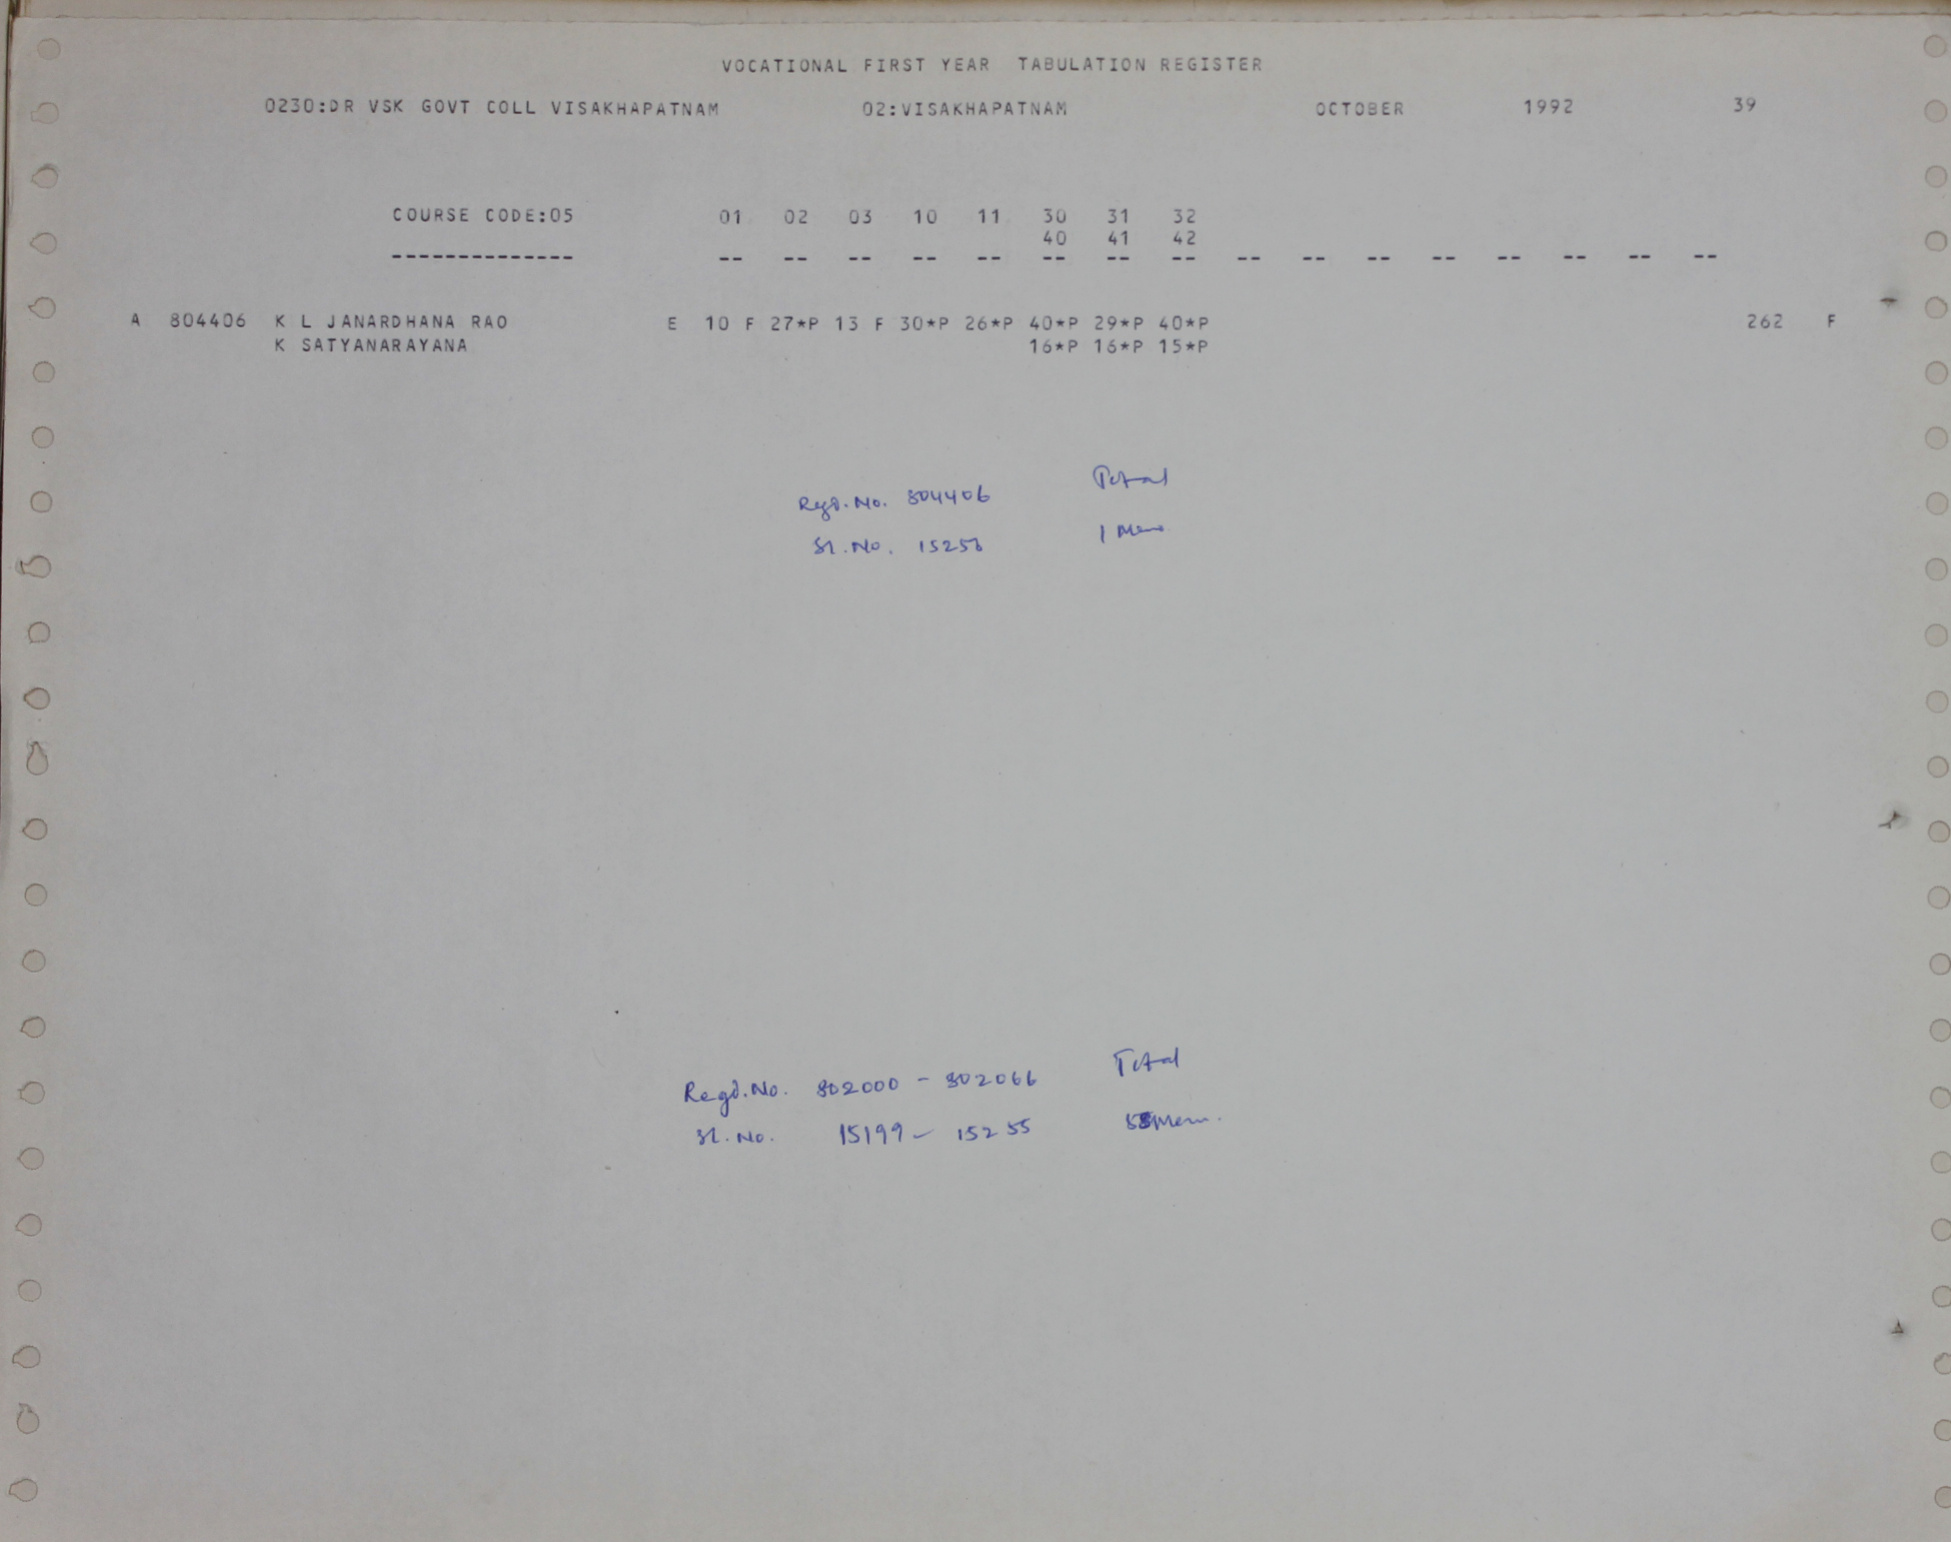 VOCATIONAL FIRST YEAR TABULATION REGISTER
0230:DR VSK GOVT COLL VISAKHAPATNAM 02:VISAKHAPATNAM OCTOBER 1992 39
COURSE CODE:05 01 02 03 10 11 30 31 32
40 41 42
-------------- -- -- -- -- -- -- -- -- -- -- -- -- -- -- -- --
A 804406 K L JANARDHANA RAO E 10 F 27*P 13 F 30*P 26*P 40*P 29*P 40*P 262 F
K SATYANARAYANA 16*P 16*P 15*P
Regd.No. 804406 Total
Sl.No. 1525 1 Mem
Regd.No. 802000 - 802066 Total
Sl.No. 15199 - 15255 Mem.